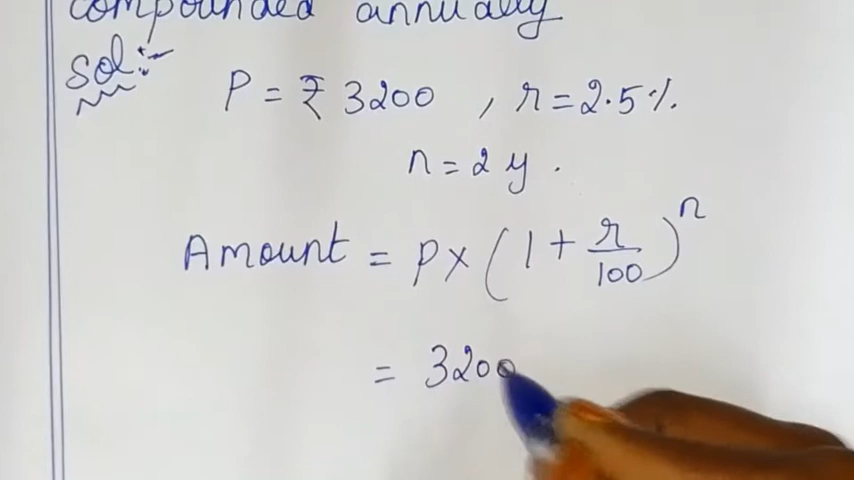 compounded annually
sol:-
P = ₹ 3200 , r = 2.5%.
n = 2 y.
Amount = P × (1 + r/100)^n
= 3200